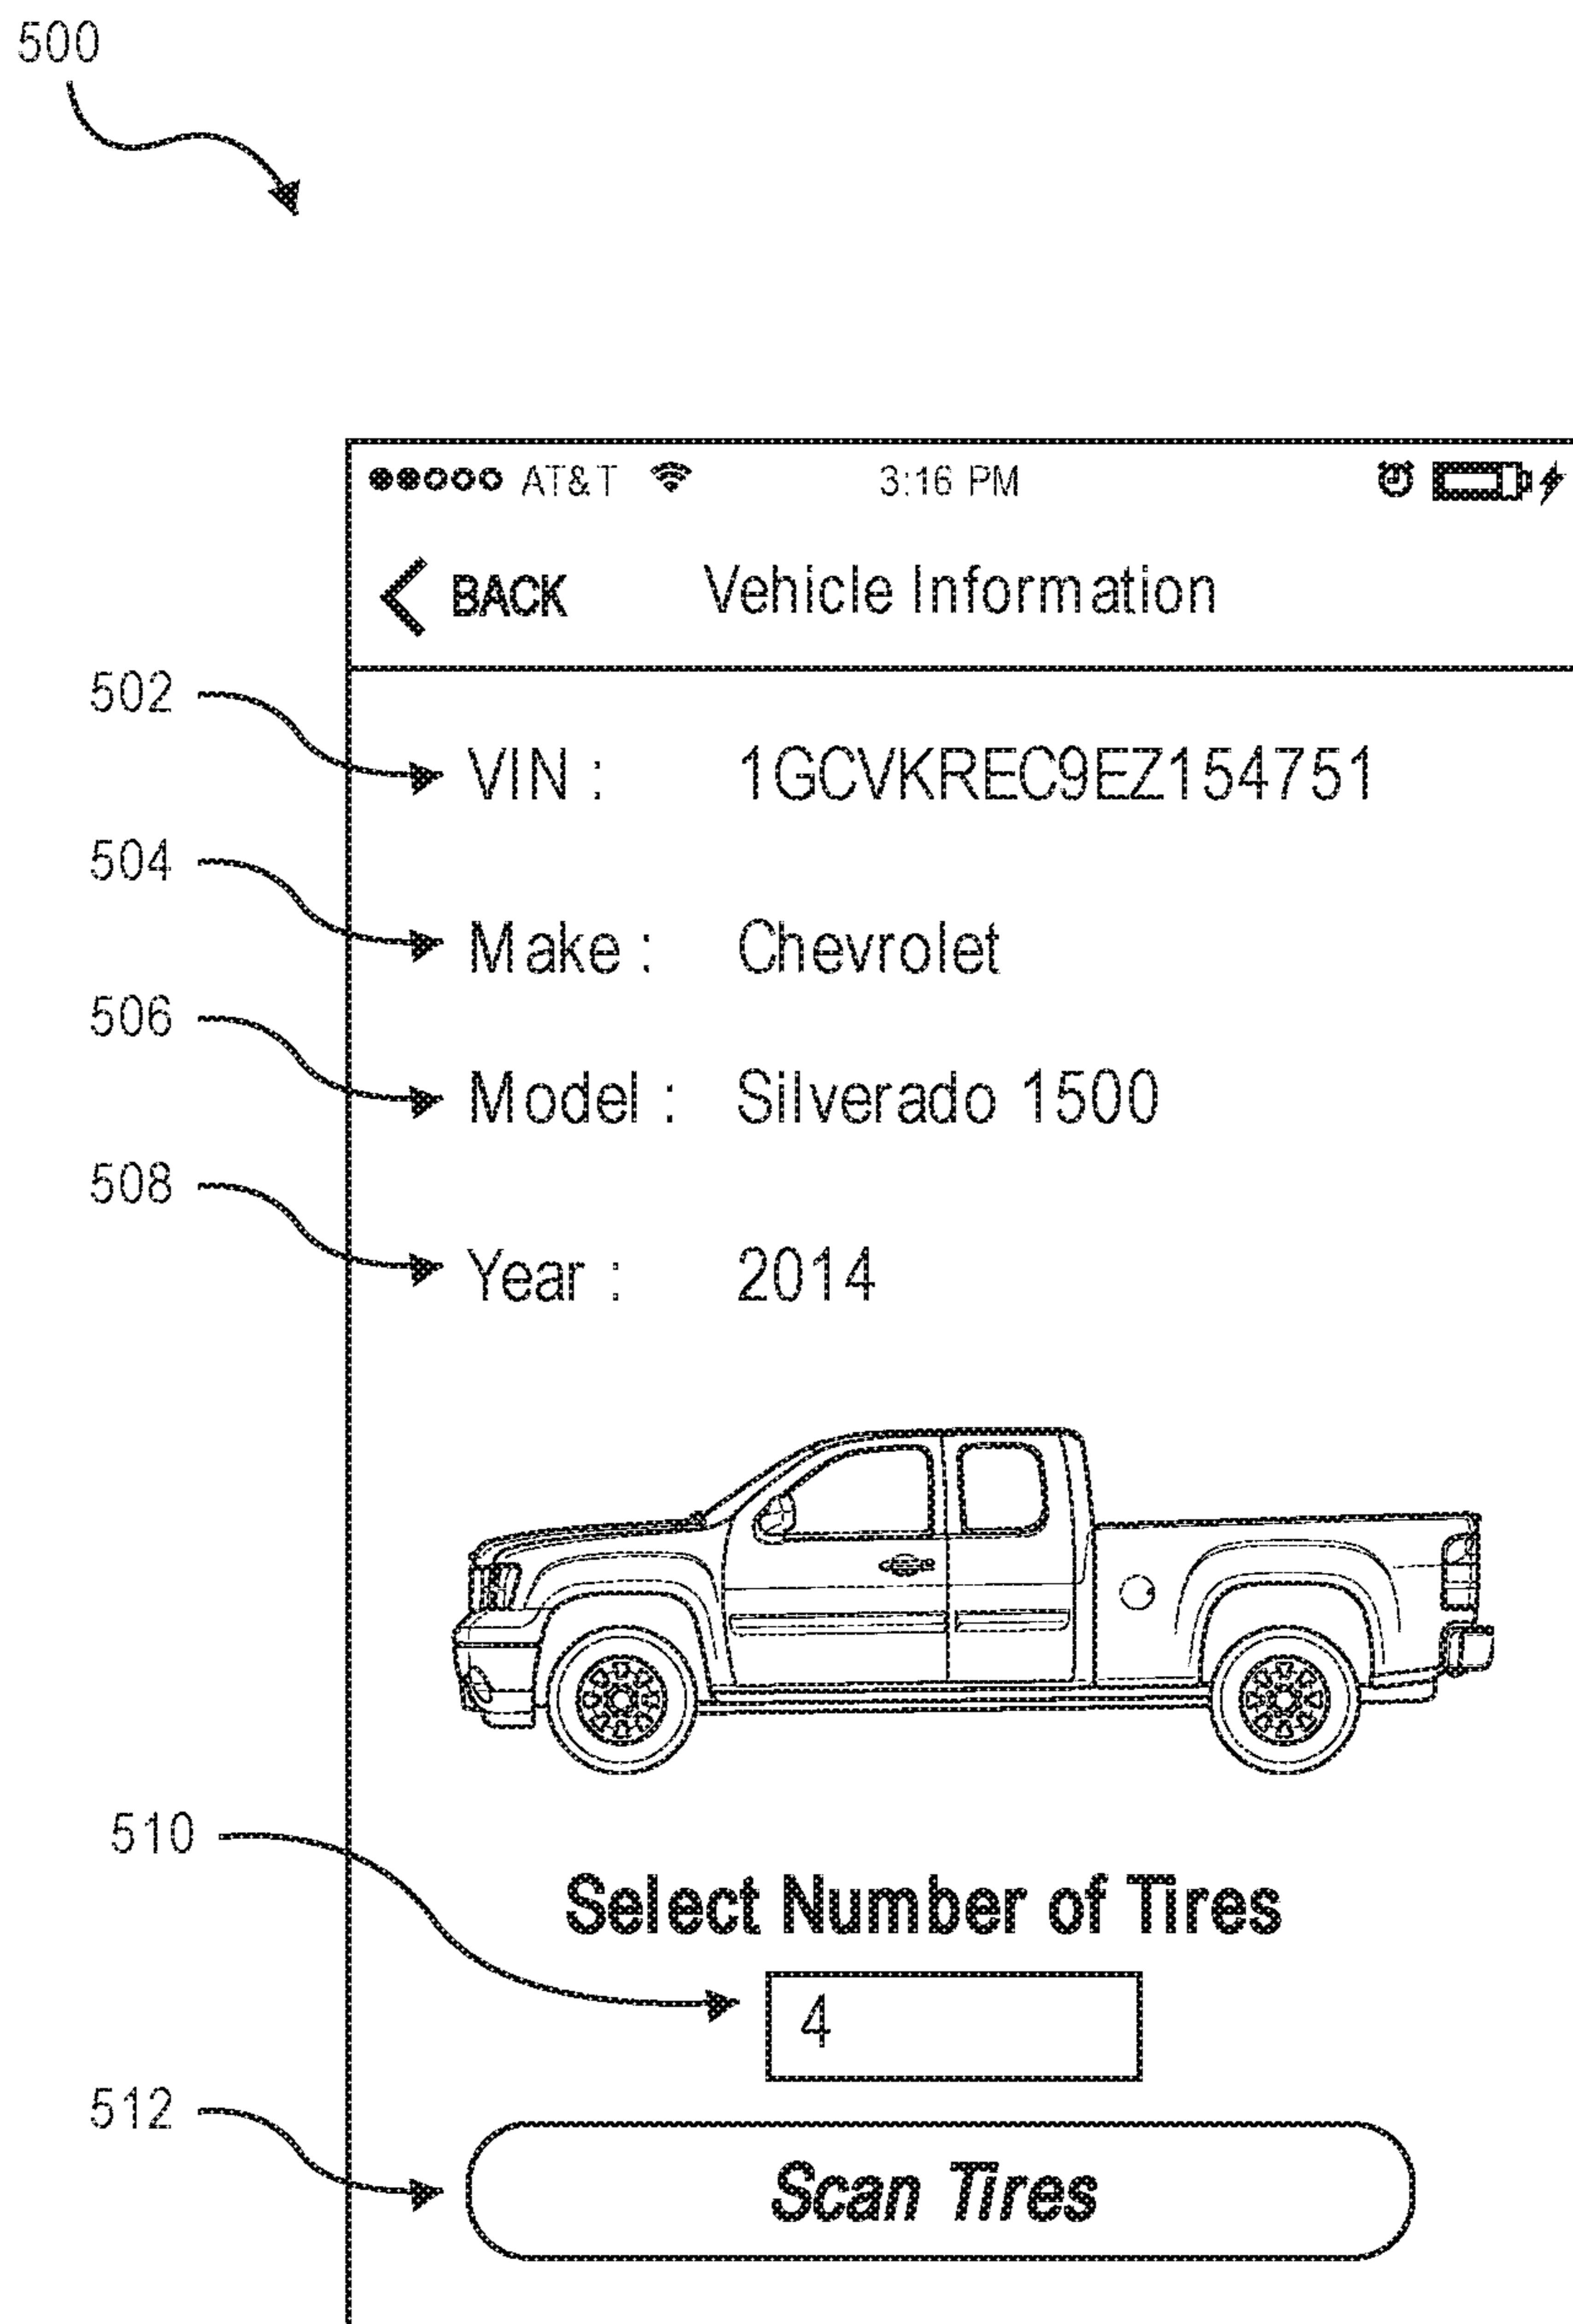 500
AT&T 3:16 PM
BACK Vehicle Information
502
VIN : 1GCVKREC9EZ154751
504
Make : Chevrolet
506
Model : Silverado 1500
508
Year : 2014
510
Select Number of Tires
4
512
Scan Tires